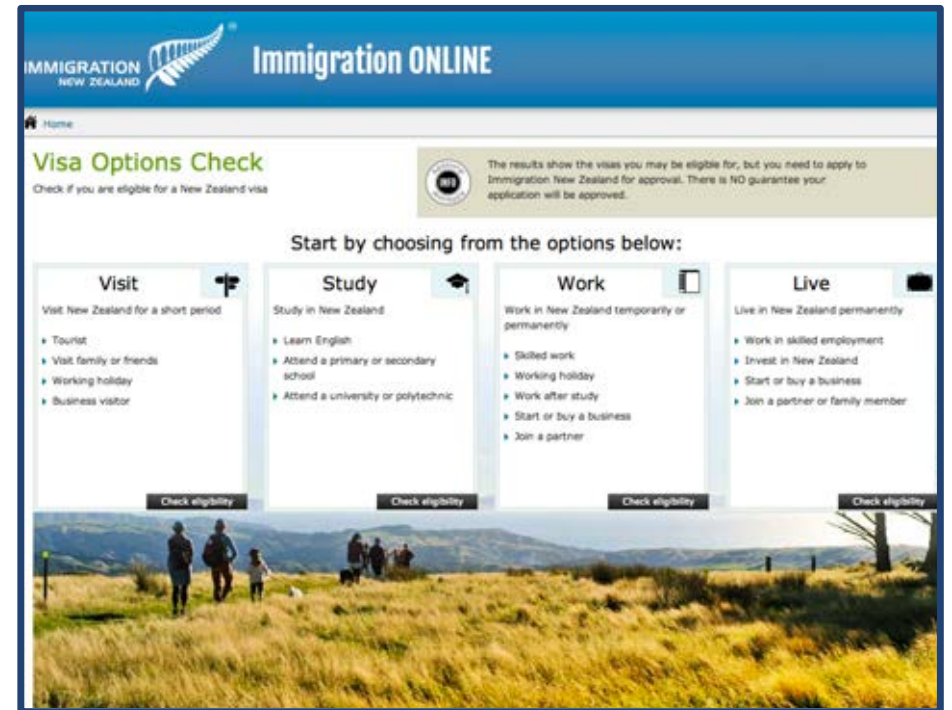 IMMIGRATION
NEW ZEALAND
Immigration ONLINE
Home
Visa Options Check
Check if you are eligible for a New Zealand visa
INFO
The results show the visas you may be eligible for, but you need to apply to
Immigration New Zealand for approval. There is NO guarantee your
application will be approved.
Start by choosing from the options below:
Visit
Visit New Zealand for a short period
Tourist
Visit family or friends
Working holiday
Business visitor
Check eligibility
Study
Study in New Zealand
Learn English
Attend a primary or secondary
school
Attend a university or polytechnic
Check eligibility
Work
Work in New Zealand temporarily or
permanently
Skilled work
Working holiday
Work after study
Start or buy a business
Join a partner
Check eligibility
Live
Live in New Zealand permanently
Work in skilled employment
Invest in New Zealand
Start or buy a business
Join a partner or family member
Check eligibility